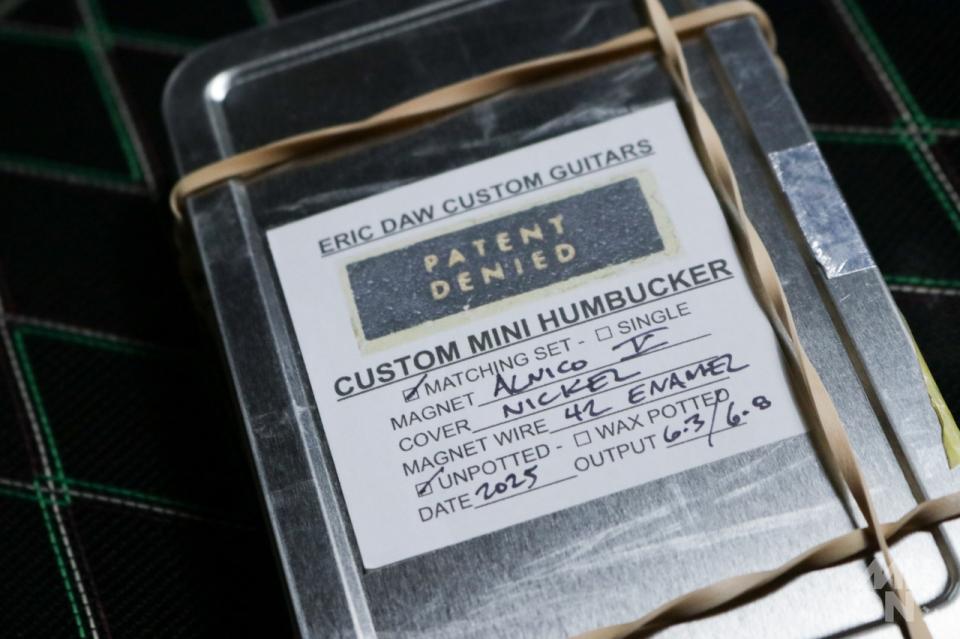 ERIC DAW CUSTOM GUITARS
PATENT
DENIED
CUSTOM MINI HUMBUCKER
☑ MATCHING SET - ☐ SINGLE
MAGNET ALNICO V
COVER NICKEL
MAGNET WIRE 42 ENAMEL
☑ UNPOTTED - ☐ WAX POTTED
DATE 2025 OUTPUT 6.3/6.8